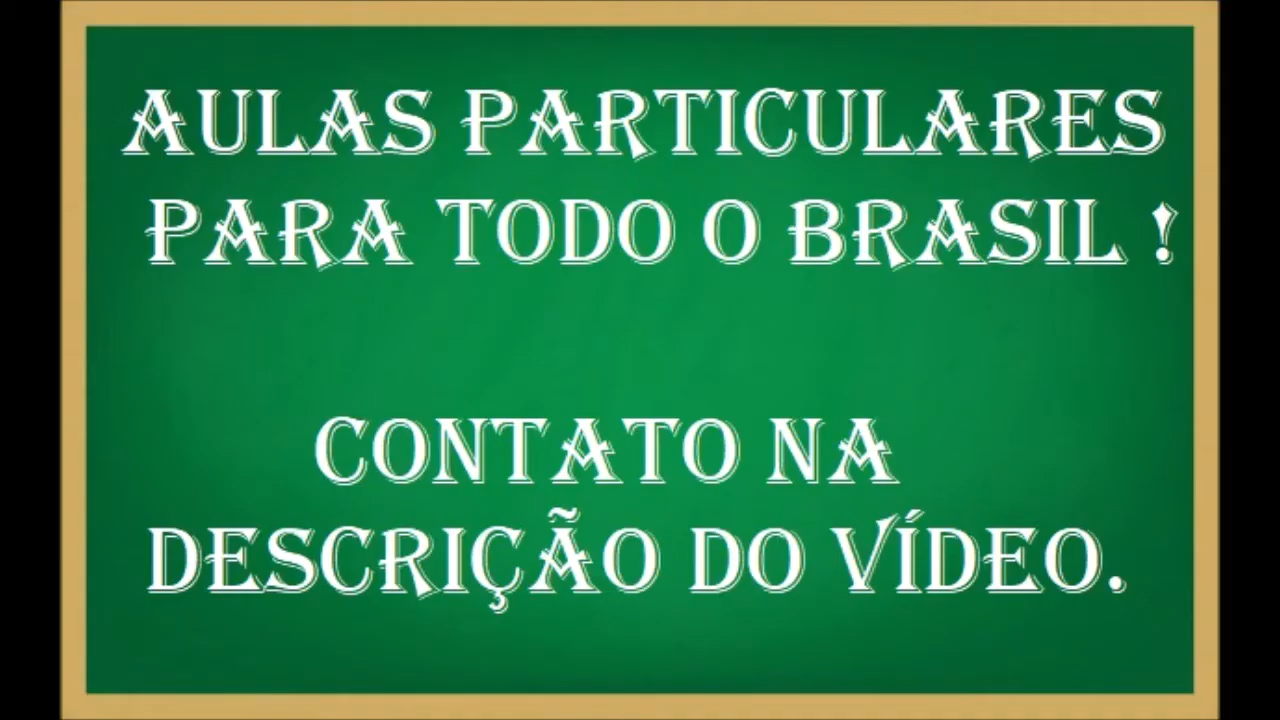 AULAS PARTICULARES
PARA TODO O BRASIL !
CONTATO NA
DESCRIÇÃO DO VÍDEO.